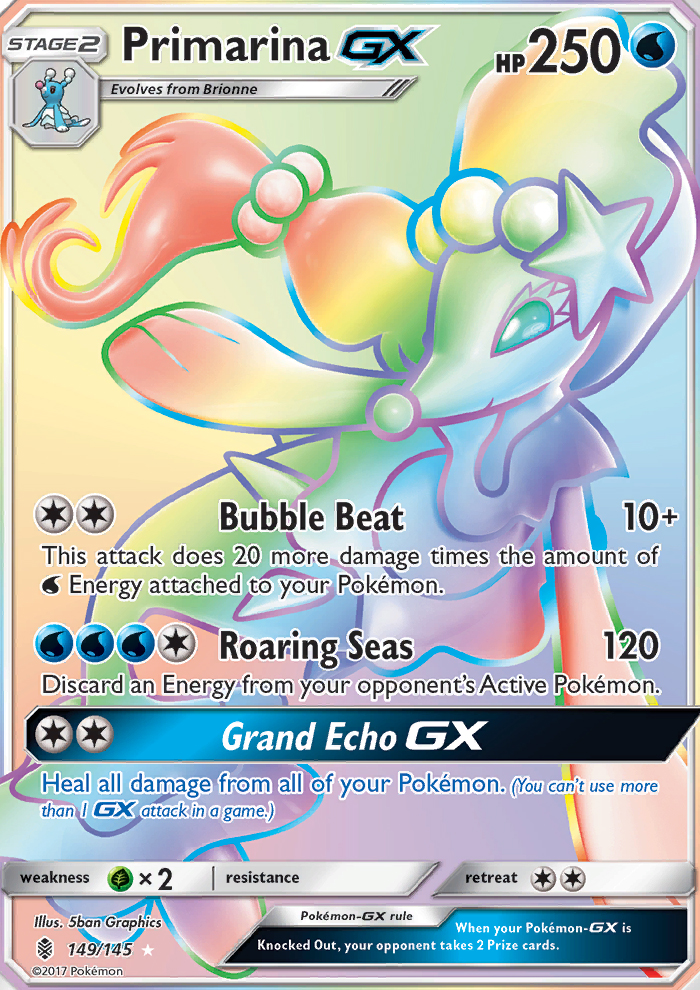 STAGE 2 Primarina GX HP 250
Evolves from Brionne
Bubble Beat 10+
This attack does 20 more damage times the amount of
Energy attached to your Pokémon.
Roaring Seas 120
Discard an Energy from your opponent's Active Pokémon.
Grand Echo GX
Heal all damage from all of your Pokémon. (You can't use more
than 1 GX attack in a game.)
weakness ×2 resistance retreat
Illus. 5ban Graphics
149/145
©2017 Pokémon
Pokémon-GX rule
When your Pokémon-GX is
Knocked Out, your opponent takes 2 Prize cards.